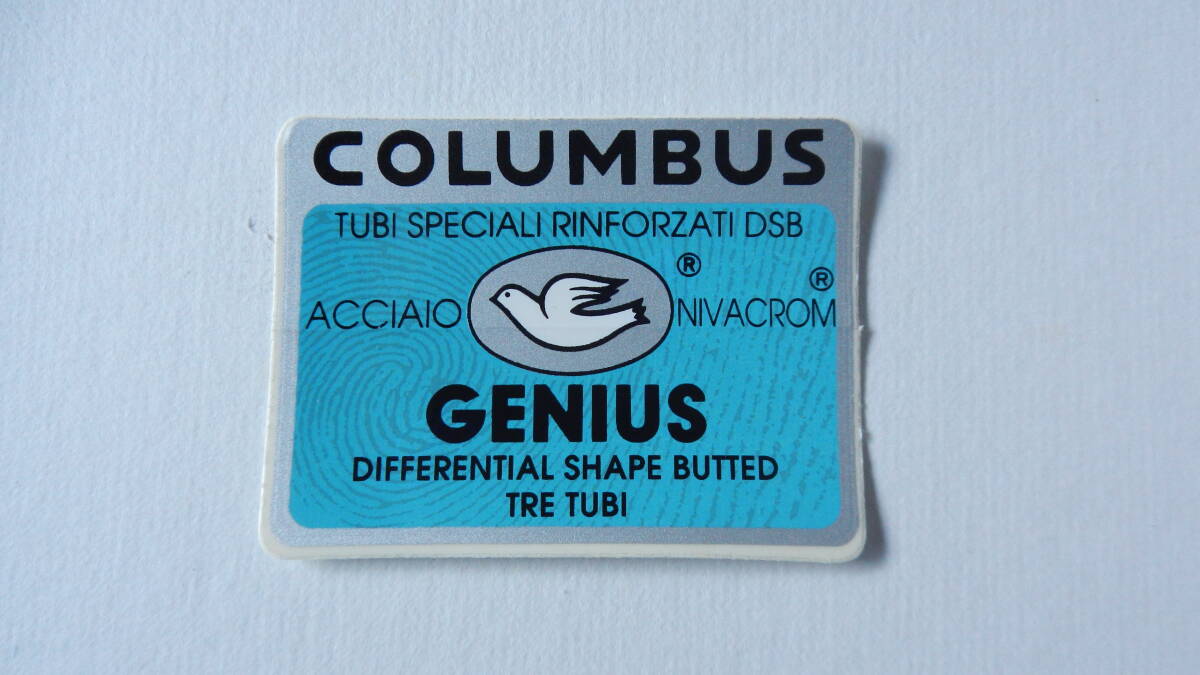 COLUMBUS
TUBI SPECIALI RINFORZATI DSB
®
®
ACCIAIO NIVACROM
GENIUS
DIFFERENTIAL SHAPE BUTTED
TRE TUBI